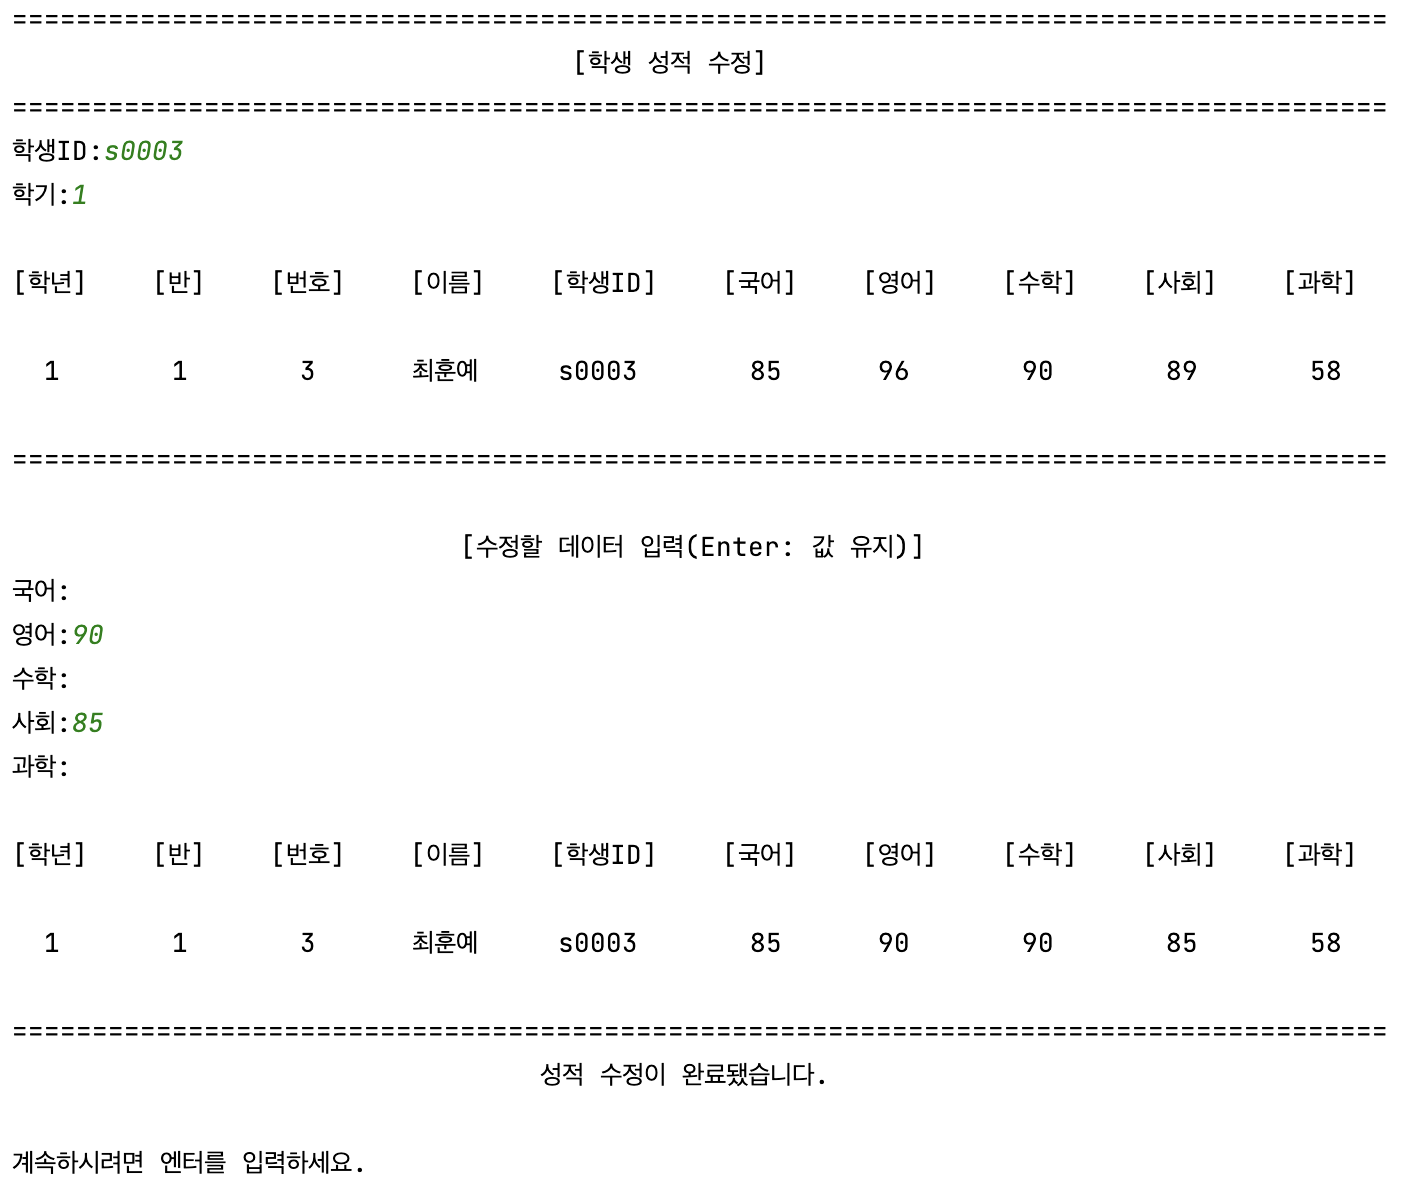 ======================================================================================
[학생 성적 수정]
======================================================================================
학생ID:s0003
학기:1
[학년] [반] [번호] [이름] [학생ID] [국어] [영어] [수학] [사회] [과학]
1 1 3 최훈예 s0003 85 96 90 89 58
======================================================================================
[수정할 데이터 입력(Enter: 값 유지)]
국어:
영어:90
수학:
사회:85
과학:
[학년] [반] [번호] [이름] [학생ID] [국어] [영어] [수학] [사회] [과학]
1 1 3 최훈예 s0003 85 90 90 85 58
======================================================================================
성적 수정이 완료됐습니다.
계속하시려면 엔터를 입력하세요.